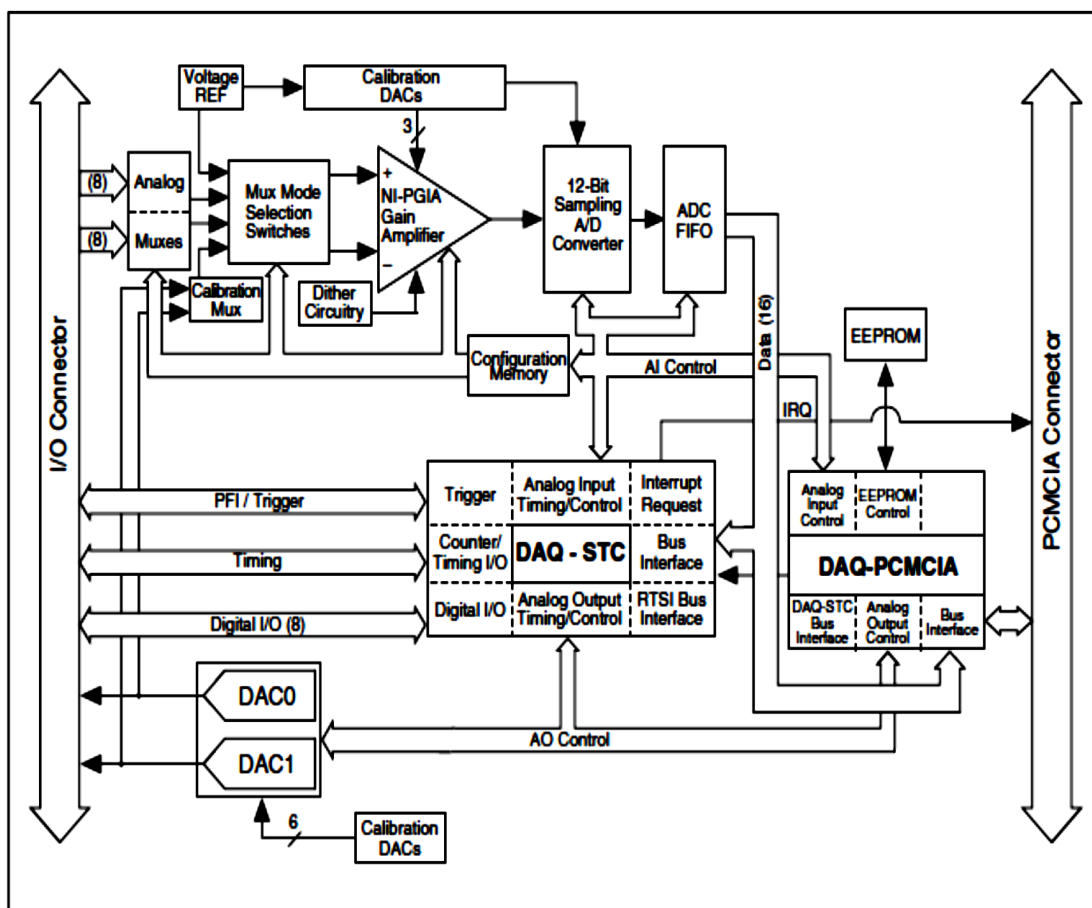 Voltage
REF
Calibration
DACs
3
(8)
(8)
Analog
Muxes
Mux Mode
Selection
Switches
+
NI-PGIA
Gain
Amplifier
–
12-Bit
Sampling
A/D
Converter
ADC
FIFO
Calibration
Mux
Dither
Circuitry
Configuration
Memory
AI Control
Data (16)
EEPROM
IRQ
I/O Connector
PCMCIA Connector
PFI / Trigger
Timing
Digital I/O (8)
Trigger
Analog Input
Timing/Control
Interrupt
Request
Counter/
Timing I/O
DAQ - STC
Bus
Interface
Digital I/O
Analog Output
Timing/Control
RTSI Bus
Interface
Analog
Input
Control
EEPROM
Control
DAQ-PCMCIA
DAQ-STC
Bus
Interface
Analog
Output
Control
Bus
Interface
DAC0
DAC1
AO Control
6
Calibration
DACs